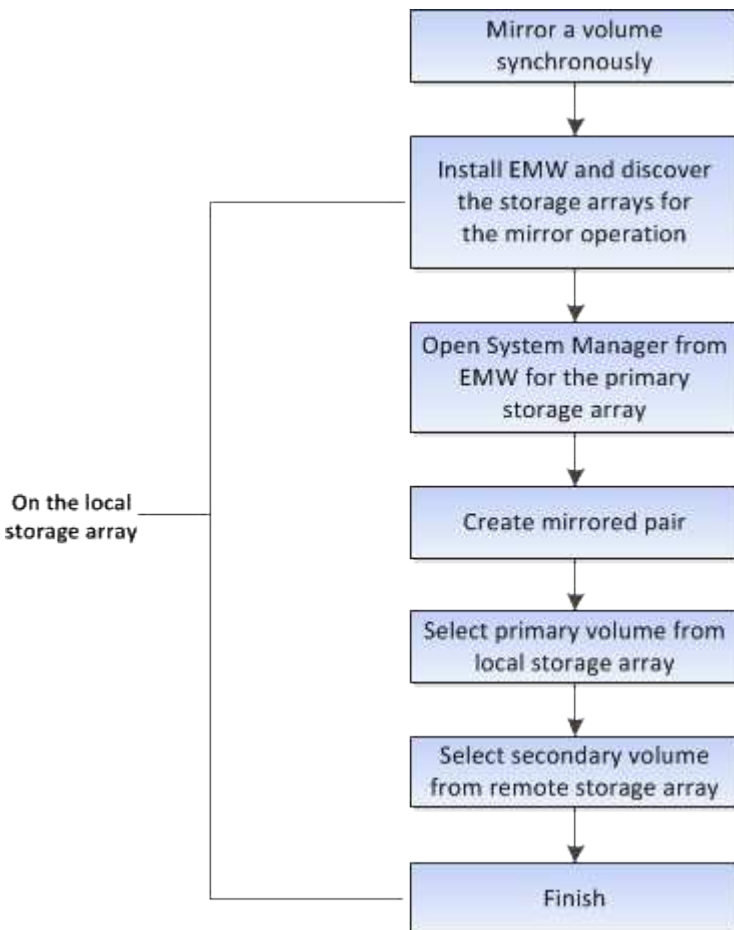 Mirror a volume
synchronously
Install EMW and discover
the storage arrays for
the mirror operation
Open System Manager from
EMW for the primary
storage array
On the local
storage array
Create mirrored pair
Select primary volume from
local storage array
Select secondary volume
from remote storage array
Finish